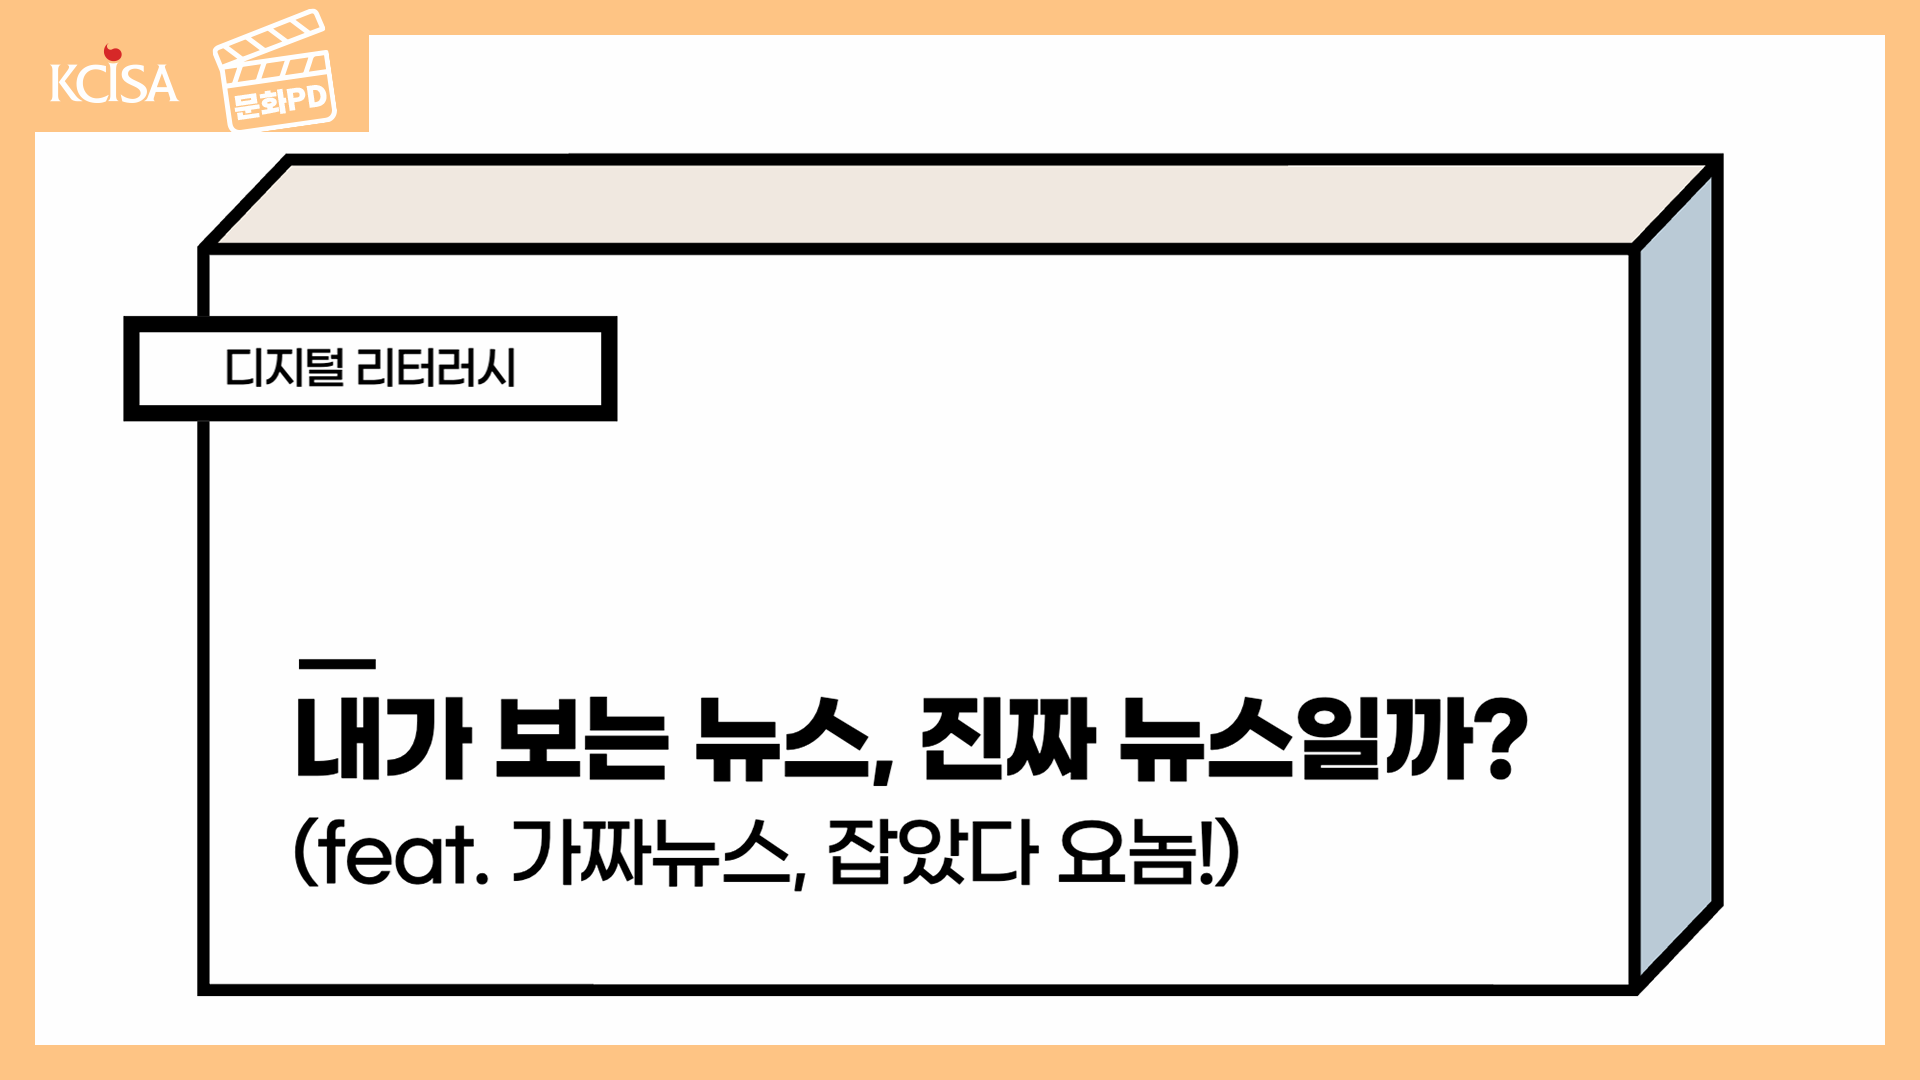 KCISA
문화PD
디지털 리터러시
내가 보는 뉴스, 진짜 뉴스일까?
(feat. 가짜뉴스, 잡았다 요놈!)